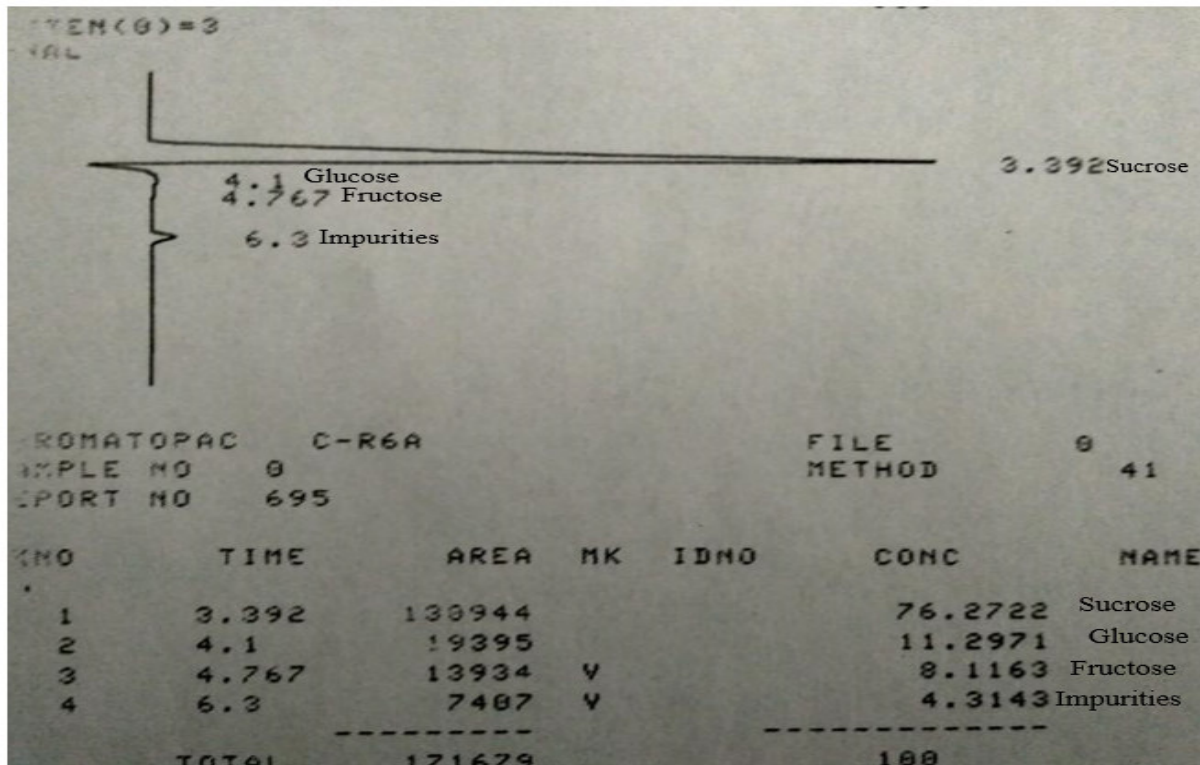 TEN(0)=3
3.392 Sucrose
4.1 Glucose
4.767 Fructose
6.3 Impurities
ROMATOPAC C-R6A FILE 0
MPLE NO 0 METHOD 41
PORT NO 695
NO TIME AREA MK IDNO CONC NAME
1 3.392 130944 76.2722 Sucrose
2 4.1 19395 11.2971 Glucose
3 4.767 13934 V 8.1163 Fructose
4 6.3 7407 V 4.3143 Impurities
TOTAL 171679 100